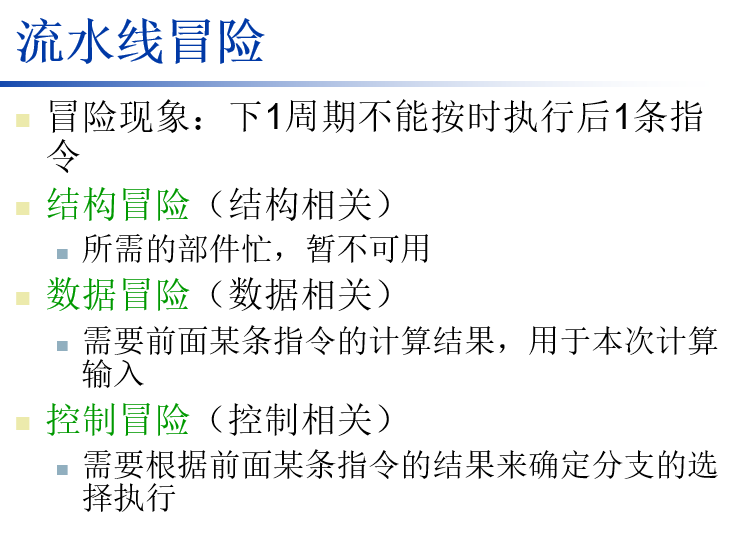 流水线冒险
冒险现象：下1周期不能按时执行后1条指
令
结构冒险（结构相关）
所需的部件忙，暂不可用
数据冒险（数据相关）
需要前面某条指令的计算结果，用于本次计算
输入
控制冒险（控制相关）
需要根据前面某条指令的结果来确定分支的选
择执行